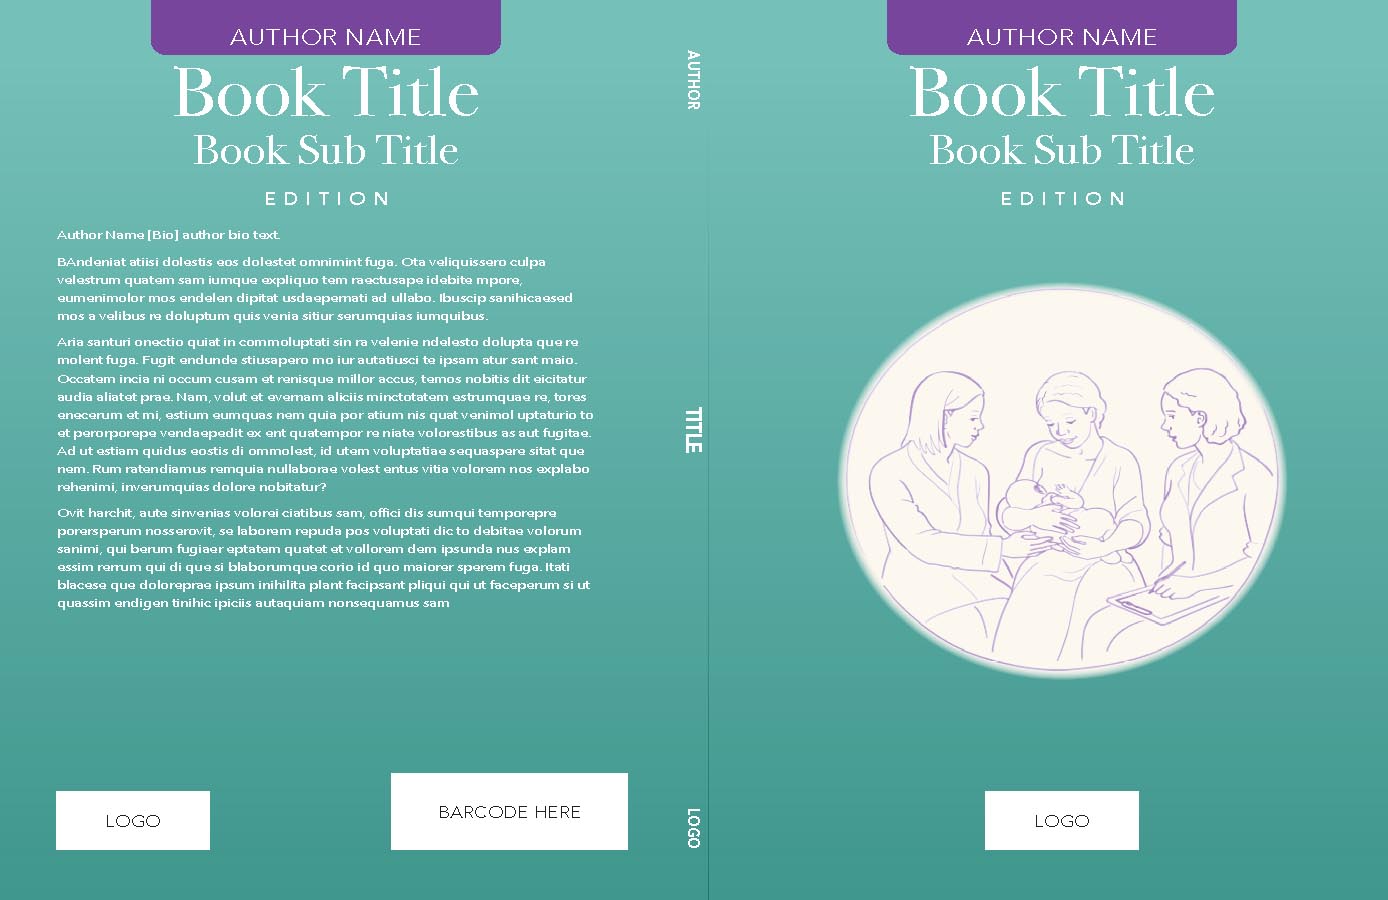 AUTHOR NAME
Book Title
Book Sub Title
EDITION
Author Name [Bio] author bio text.
BAndeniat atiisi dolestis eos dolestet omnimint fuga. Ota veliquissero culpa
velestrum quatem sam iumque expliquo tem raectusape idebite mpore,
eumenimolor mos endelen dipitat usdaepernati ad ullabo. Ibuscip sanihicaesed
mos a velibus re doluptum quis venia sitiur serumquias iumquibus.
Aria santuri onectio quiat in commoluptati sin ra velenie ndelesto dolupta que re
molent fuga. Fugit endunde stiusapero mo iur autatiusci te ipsam atur sant maio.
Occatem incia ni occum cusam et renisque millor accus, temos nobitis dit eicitatur
audia aliatet prae. Nam, volut et evernam aliciis minctotatem estrumquae re, tores
enecerum et mi, estium eumquas nem quia por atium nis quat venimol uptaturio to
et perorporepe vendaepedit ex ent quatempor re niate volorestibus as aut fugitae.
Ad ut estiam quidus eostis di ommolest, id utem voluptatiae sequaspere sitat que
nem. Rum ratendiamus remquia nullaborae volest entus vitia volorem nos explabo
rehenimi, inverumquias dolore nobitatur?
Ovit harchit, aute sinvenias volorei ciatibus sam, offici dis sumqui temporepre
porersperum nosserovit, se laborem repuda pos voluptati dic to debitae volorum
sanimi, qui berum fugiaer eptatem quatet et vollorem dem ipsunda nus explam
essim rerrum qui di que si blaborumque corio id quo maiorer sperem fuga. Itati
blacese que doloreprae ipsum inihilita plant facipsant pliqui qui ut faceperum si ut
quassim endigen tinihic ipiciis autaquiam nonsequamus sam
LOGO
BARCODE HERE
AUTHOR
TITLE
LOGO
AUTHOR NAME
Book Title
Book Sub Title
EDITION
LOGO